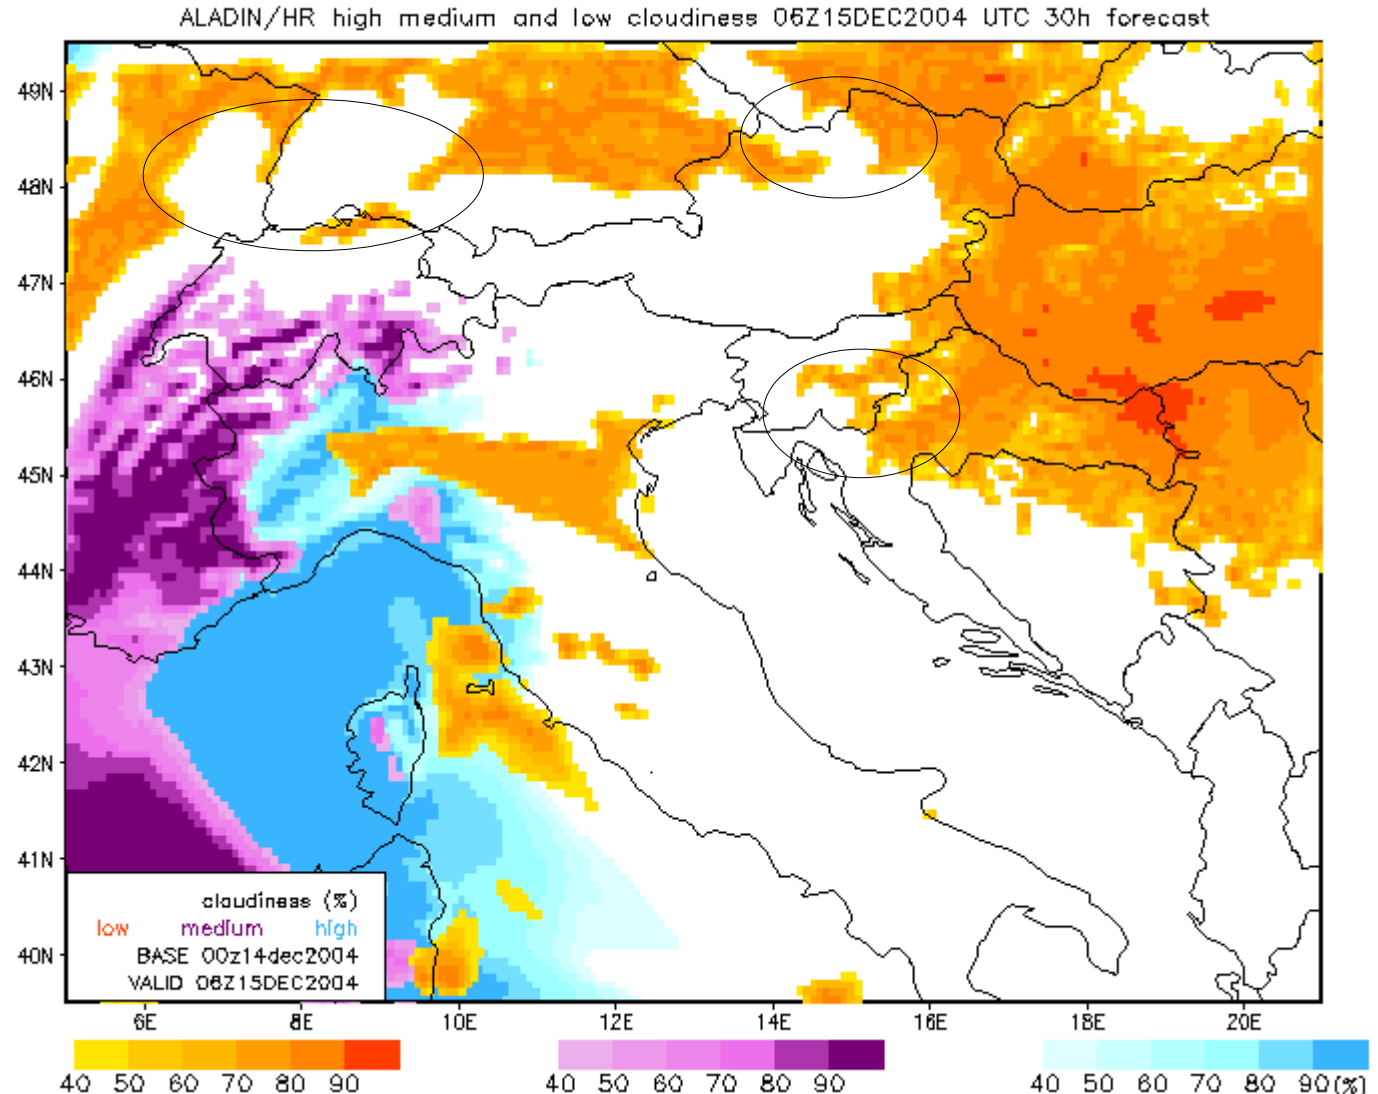 ALADIN/HR high medium and low cloudiness 06Z15DEC2004 UTC 30h forecast
49N
48N
47N
46N
45N
44N
43N
42N
41N
40N
cloudiness (%)
low medium high
BASE 00z14dec2004
VALID 06Z15DEC2004
6E 8E 10E 12E 14E 16E 18E 20E
40 50 60 70 80 90 40 50 60 70 80 90 40 50 60 70 80 90(%)